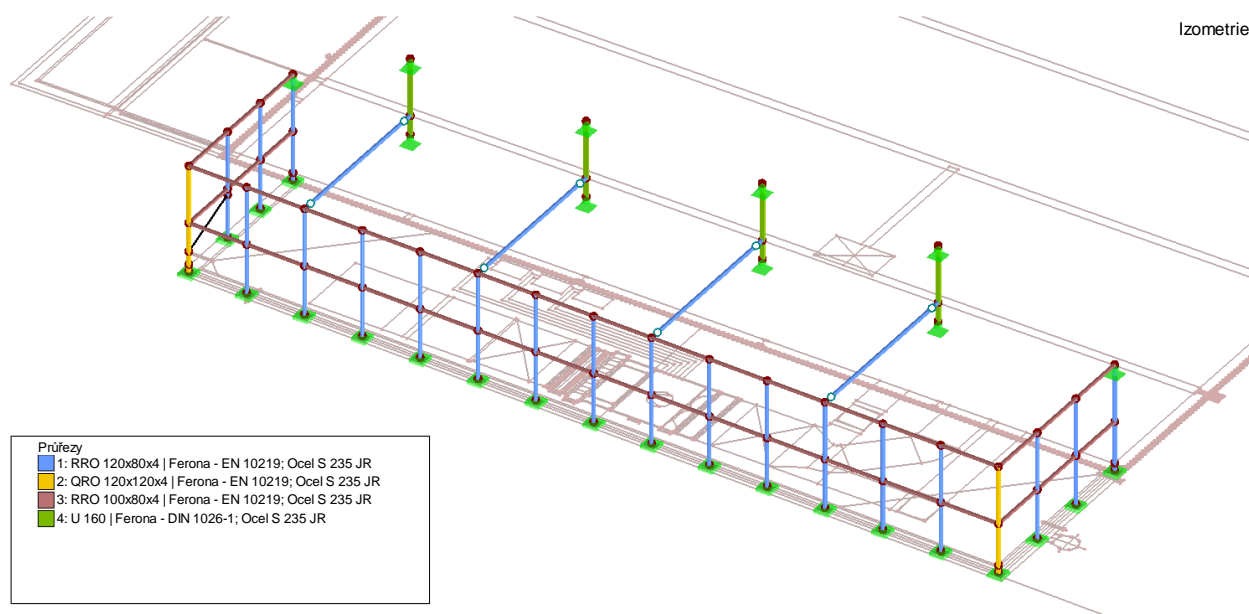 Izometrie
Průřezy
1: RRO 120x80x4 | Ferona - EN 10219; Ocel S 235 JR
2: QRO 120x120x4 | Ferona - EN 10219; Ocel S 235 JR
3: RRO 100x80x4 | Ferona - EN 10219; Ocel S 235 JR
4: U 160 | Ferona - DIN 1026-1; Ocel S 235 JR